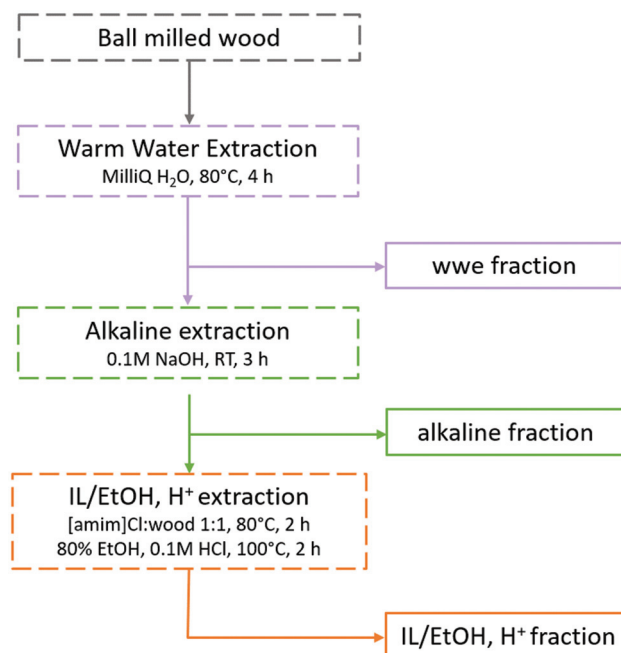 Ball milled wood
Warm Water Extraction
MilliQ H₂O, 80°C, 4 h
wwe fraction
Alkaline extraction
0.1M NaOH, RT, 3 h
alkaline fraction
IL/EtOH, H⁺ extraction
[amim]Cl:wood 1:1, 80°C, 2 h
80% EtOH, 0.1M HCl, 100°C, 2 h
IL/EtOH, H⁺ fraction